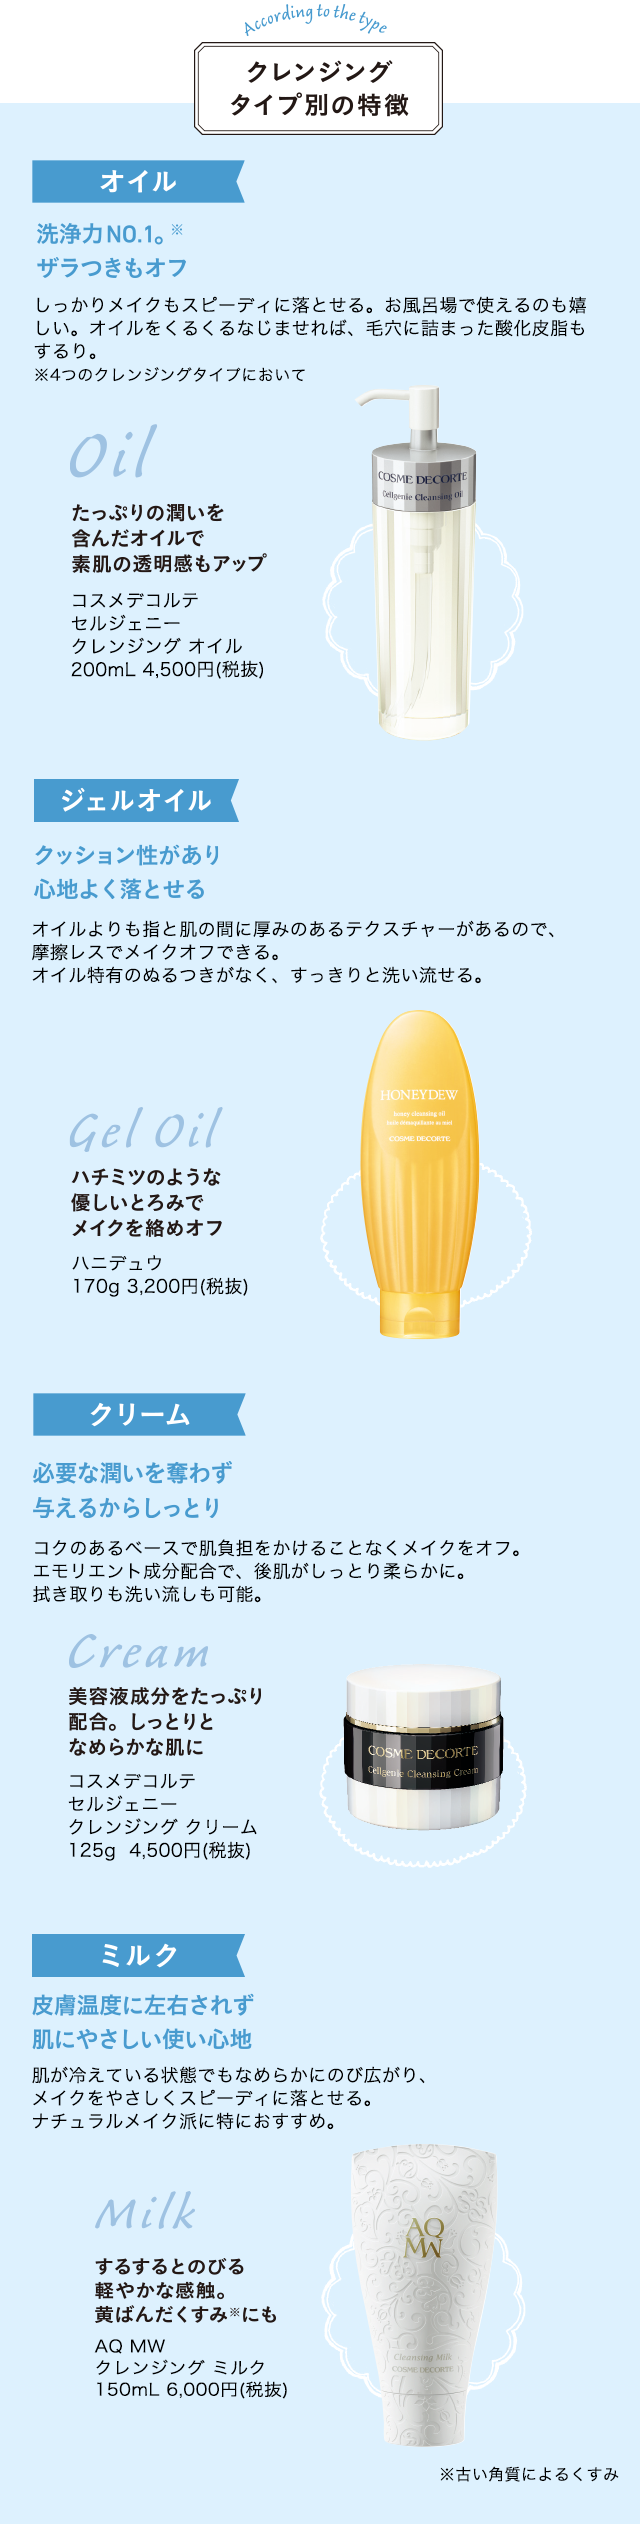 According to the type
クレンジング
タイプ別の特徴
オイル
洗浄力NO.1。※
ザラつきもオフ
しっかりメイクもスピーディに落とせる。お風呂場で使えるのも嬉
しい。オイルをくるくるなじませれば、毛穴に詰まった酸化皮脂も
するり。
※4つのクレンジングタイプにおいて
COSME DECORTE
Cellgenie Cleansing Oil
Oil
たっぷりの潤いを
含んだオイルで
素肌の透明感もアップ
コスメデコルテ
セルジェニー
クレンジング オイル
200mL 4,500円(税抜)
ジェルオイル
クッション性があり
心地よく落とせる
オイルよりも指と肌の間に厚みのあるテクスチャーがあるので、
摩擦レスでメイクオフできる。
オイル特有のぬるつきがなく、すっきりと洗い流せる。
HONEYDEW
honey cleansing oil
huile démaquillante au miel
COSME DECORTE
Gel Oil
ハチミツのような
優しいとろみで
メイクを絡めオフ
ハニデュウ
170g 3,200円(税抜)
クリーム
必要な潤いを奪わず
与えるからしっとり
コクのあるベースで肌負担をかけることなくメイクをオフ。
エモリエント成分配合で、後肌がしっとり柔らかに。
拭き取りも洗い流しも可能。
Cream
美容液成分をたっぷり
配合。しっとりと
なめらかな肌に
コスメデコルテ
セルジェニー
クレンジング クリーム
125g 4,500円(税抜)
COSME DECORTE
Cellgenie Cleansing Cream
ミルク
皮膚温度に左右されず
肌にやさしい使い心地
肌が冷えている状態でもなめらかにのび広がり、
メイクをやさしくスピーディに落とせる。
ナチュラルメイク派に特におすすめ。
Milk
するするとのびる
軽やかな感触。
黄ばんだくすみ※にも
AQ MW
クレンジング ミルク
150mL 6,000円(税抜)
AQ
MW
Cleansing Milk
COSME DECORTE
※古い角質によるくすみ